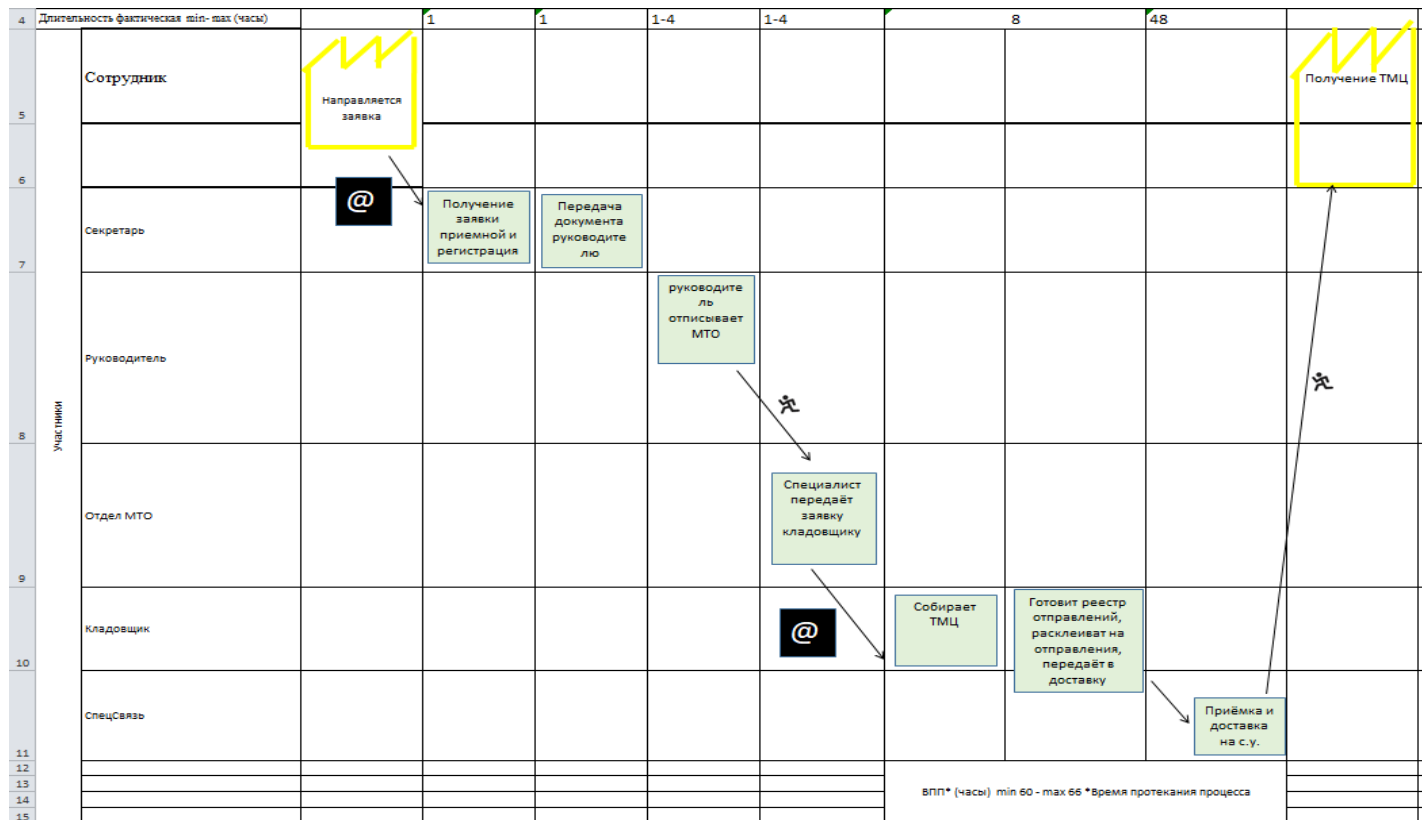 4 Длительность фактическая min- max (часы) 1 1 1-4 1-4 8 48
Сотрудник
Направляется
заявка
Получение ТМЦ
5
6
@
Секретарь
Получение
заявки
приемной и
регистрация
Передача
документа
руководите
лю
7
руководите
ль
отписывает
МТО
Руководитель
Участники
8
Отдел МТО
Специалист
передаёт
заявку
кладовщику
9
Кладовщик
@
Собирает
ТМЦ
Готовит реестр
отправлений,
расклеиват на
отправления,
передаёт в
доставку
10
СпецСвязь
Приёмка и
доставка
на с.у.
11
12
13
ВПП* (часы) min 60 - max 66 *Время протекания процесса
14
15